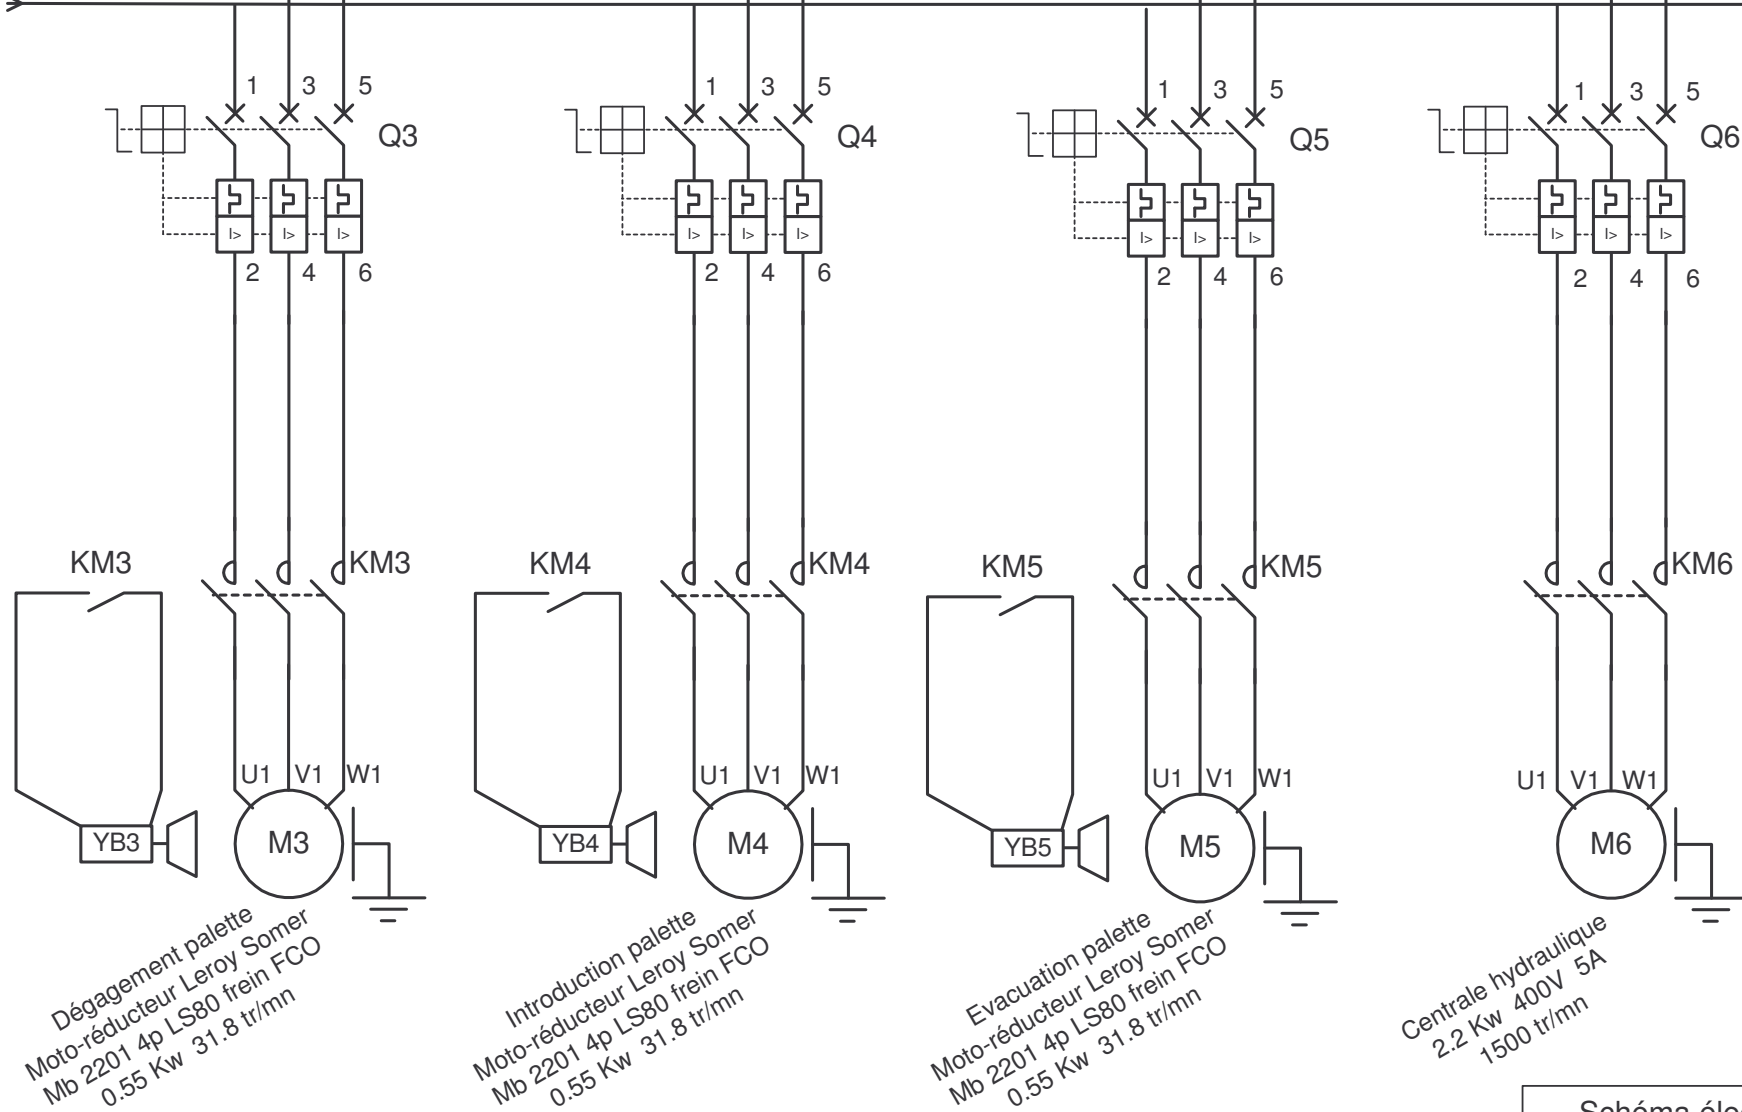 1 3 5
Q3
I> I> I>
2 4 6
KM3
KM3
U1 V1 W1
YB3
M3
Dégagement palette
Moto-réducteur Leroy Somer
Mb 2201 4p LS80 frein FCO
0.55 Kw 31.8 tr/mn
1 3 5
Q4
I> I> I>
2 4 6
KM4
KM4
U1 V1 W1
YB4
M4
Introduction palette
Moto-réducteur Leroy Somer
Mb 2201 4p LS80 frein FCO
0.55 Kw 31.8 tr/mn
1 3 5
Q5
I> I> I>
2 4 6
KM5
KM5
U1 V1 W1
YB5
M5
Evacuation palette
Moto-réducteur Leroy Somer
Mb 2201 4p LS80 frein FCO
0.55 Kw 31.8 tr/mn
1 3 5
Q6
I> I> I>
2 4 6
KM6
U1 V1 W1
M6
Centrale hydraulique
2.2 Kw 400V 5A
1500 tr/mn
Schéma